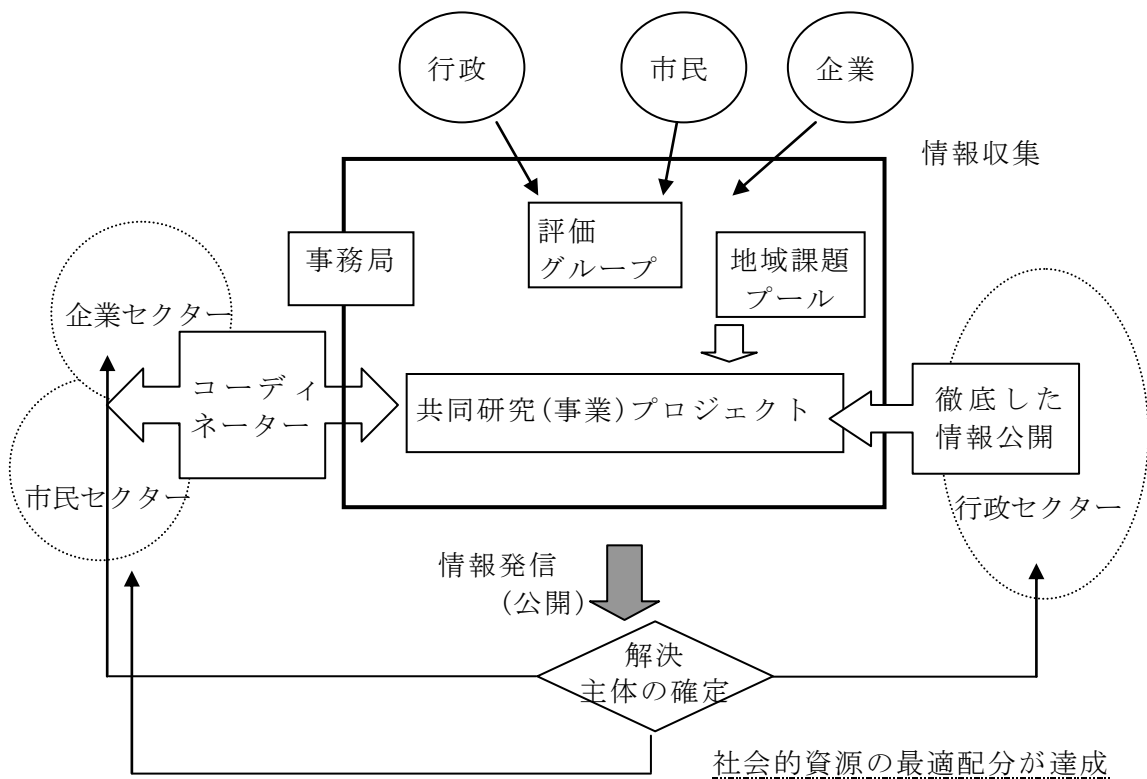 行政
市民
企業
情報収集
事務局
評価
グループ
地域課題
プール
企業セクター
コーディ
ネーター
共同研究(事業)プロジェクト
徹底した
情報公開
市民セクター
行政セクター
情報発信
(公開)
解決
主体の確定
社会的資源の最適配分が達成